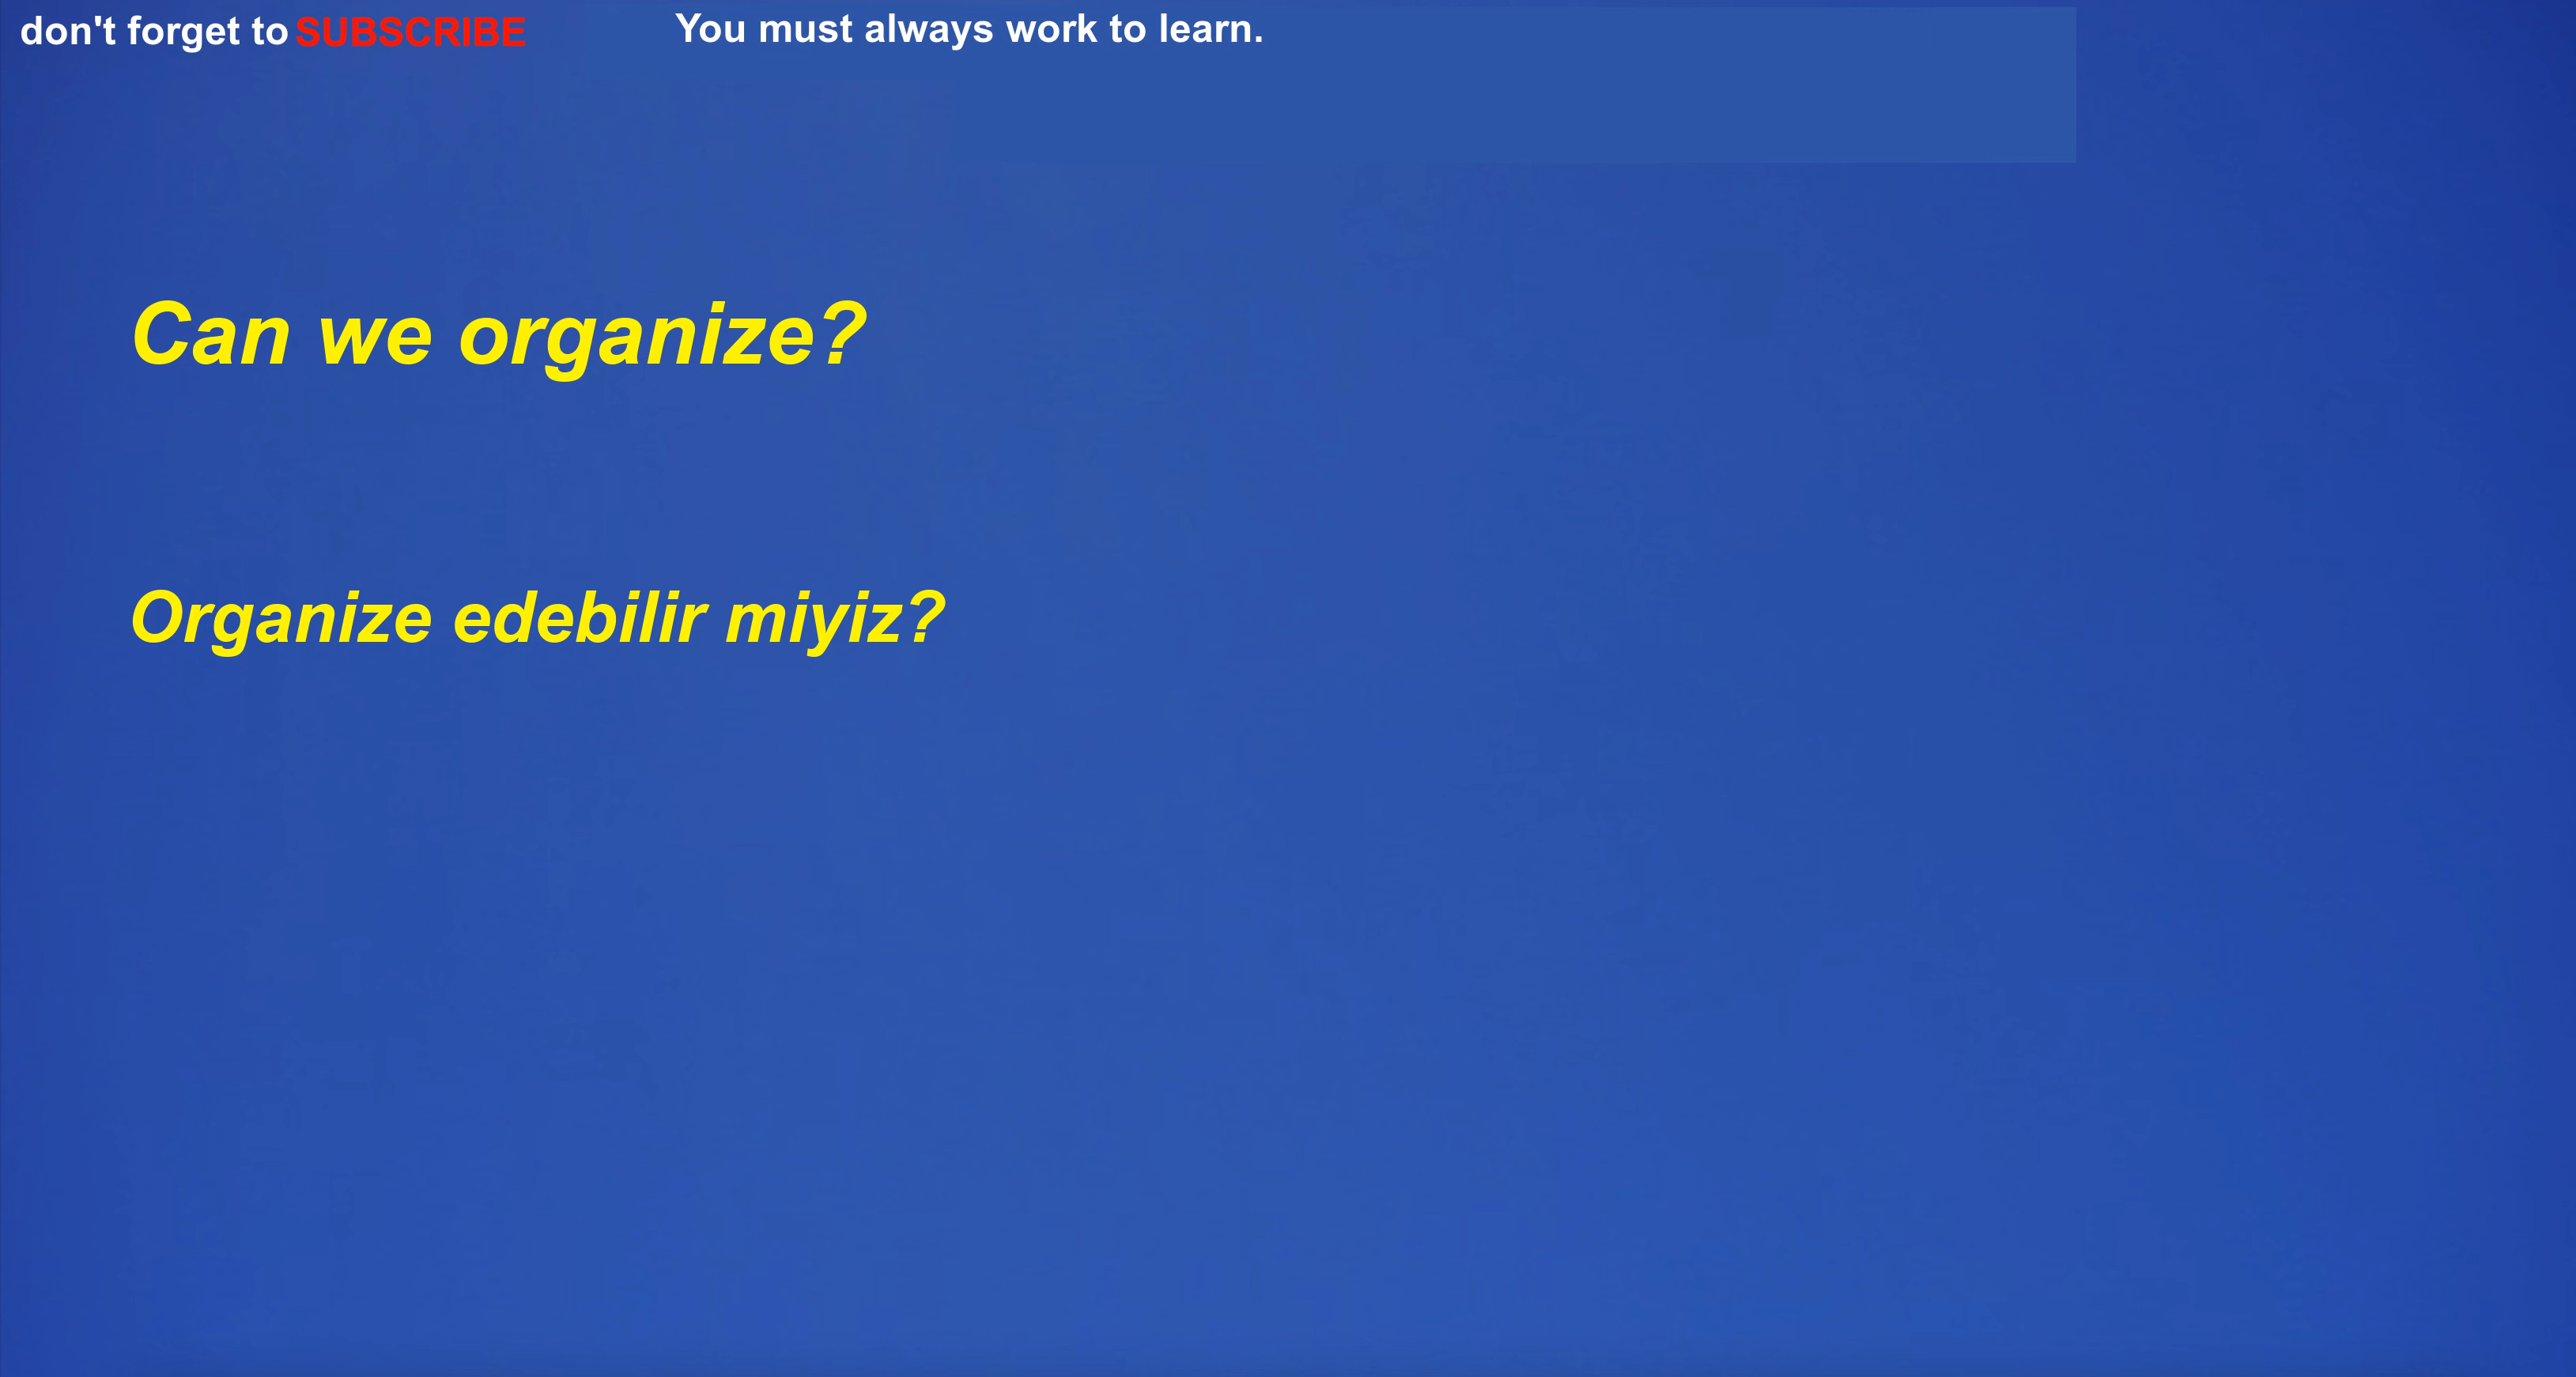 don't forget to SUBSCRIBE
You must always work to learn.
Can we organize?
Organize edebilir miyiz?